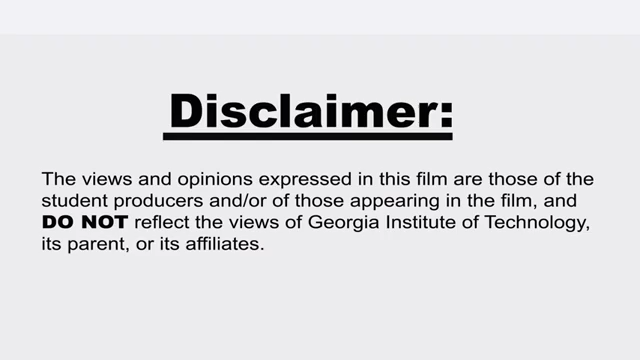 Disclaimer:
The views and opinions expressed in this film are those of the
student producers and/or of those appearing in the film, and
DO NOT reflect the views of Georgia Institute of Technology,
its parent, or its affiliates.